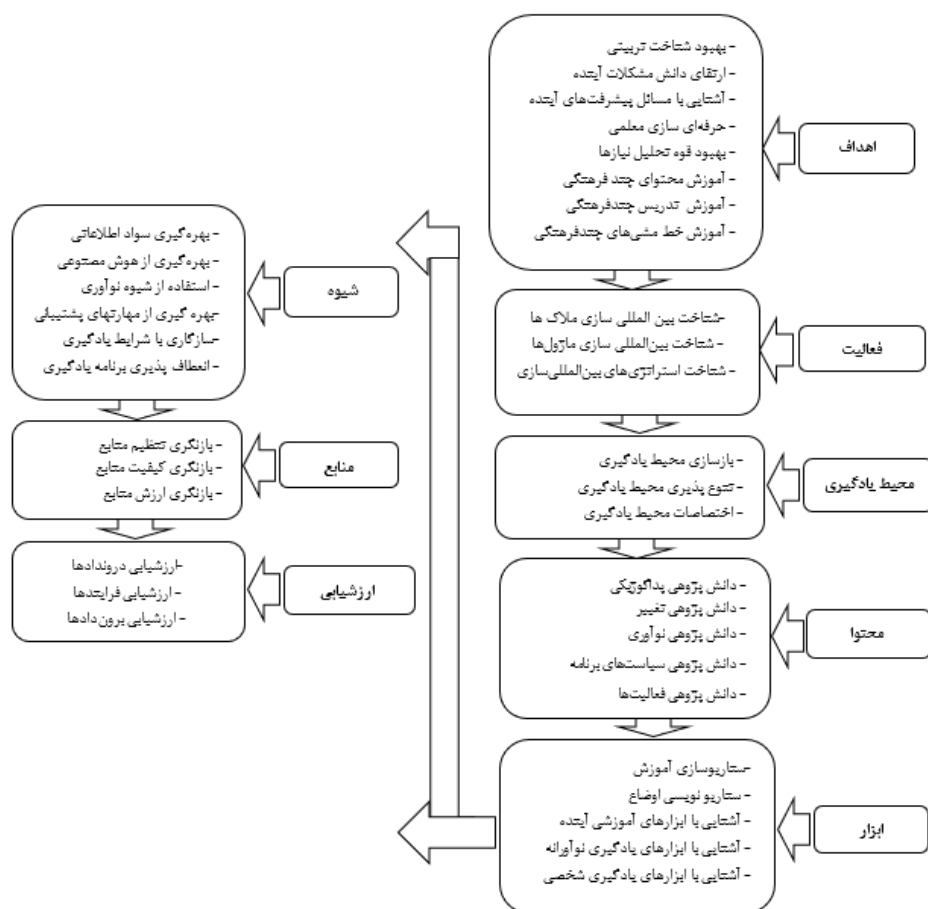 - بهبود شناخت تربیتی
- ارتقای دانش مشکلات آینده
- آشنایی با مسائل پیشرفت‌های آینده
- حرفه‌ای سازی معلمی
- بهبود قوه تحلیل نیازها
- آموزش محتوای چند فرهنگی
- آموزش تدریس چندفرهنگی
- آموزش خط مشی‌های چندفرهنگی
اهداف
-شناخت بین المللی سازی ملاک ها
- شناخت بین‌المللی سازی ماژول‌ها
- شناخت استراتژی‌های بین‌المللی‌سازی
فعالیت
- بازسازی محیط یادگیری
- تنوع پذیری محیط یادگیری
- اختصاصات محیط یادگیری
محیط یادگیری
- دانش پژوهی پداگوژیکی
- دانش پژوهی تغییر
- دانش پژوهی نوآوری
- دانش پژوهی سیاست‌های برنامه
- دانش پژوهی فعالیت‌ها
محتوا
-سناریوسازی آموزش
- سناریو نویسی اوضاع
- آشنایی با ابزارهای آموزشی آینده
- آشنایی با ابزارهای یادگیری نوآورانه
- آشنایی با ابزارهای یادگیری شخصی
ابزار
- بهره‌گیری سواد اطلاعاتی
- بهره‌گیری از هوش مصنوعی
- استفاده از شیوه نوآوری
-بهره گیری از مهارتهای پشتیبانی
-سازگاری با شرایط یادگیری
- انعطاف پذیری برنامه یادگیری
شیوه
- بازنگری تنظیم منابع
- بازنگری کیفیت منابع
- بازنگری ارزش منابع
منابع
-ارزشیابی دروندادها
- ارزشیابی فرایندها
- ارزشیابی برون‌دادها
ارزشیابی